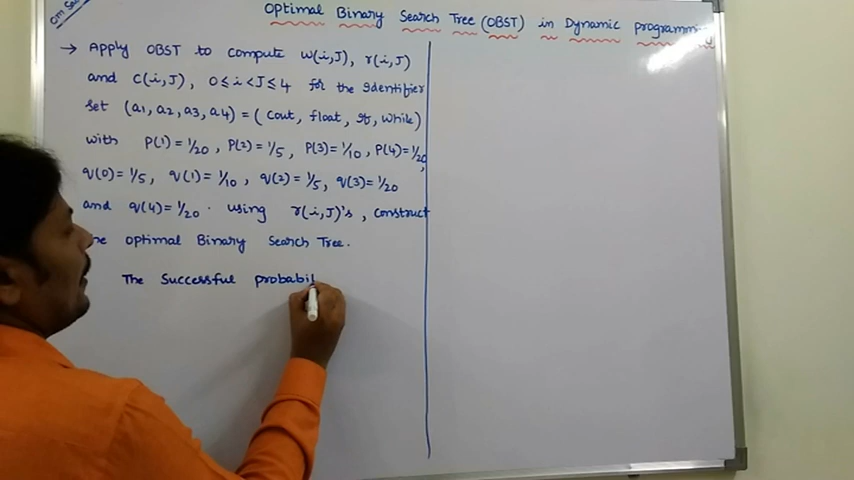 Om Sai
Optimal Binary Search Tree (OBST) in Dynamic programming
→ Apply OBST to compute w(i,J), r(i,J)
and c(i,J), 0≤i<J≤4 for the Identifier
set (a1, a2, a3, a4) = ( cout, float, if, while)
with P(1)=1/20, P(2)=1/5, P(3)=1/10, P(4)=1/20,
q(0)=1/5, q(1)=1/10, q(2)=1/5, q(3)=1/20
and q(4)=1/20. using r(i,J)'s, construct
he optimal Binary Search Tree.
The Successful probabil